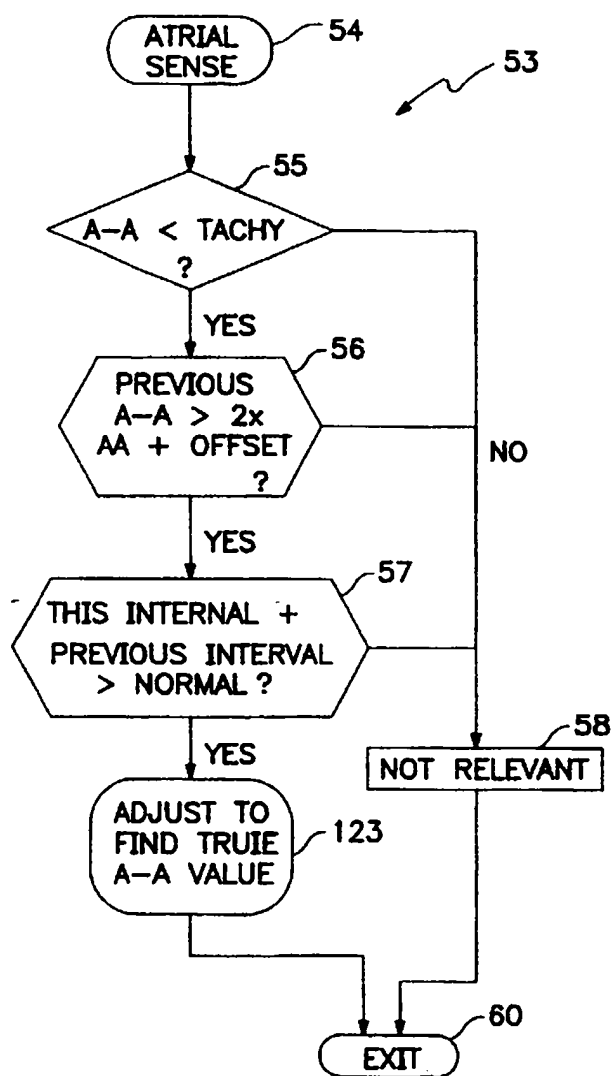 ATRIAL
SENSE
54
53
55
A-A < TACHY
?
YES
56
PREVIOUS
A-A > 2x
AA + OFFSET
?
NO
YES
57
THIS INTERNAL +
PREVIOUS INTERVAL
> NORMAL ?
YES
58
NOT RELEVANT
ADJUST TO
FIND TRUIE
A-A VALUE
123
60
EXIT